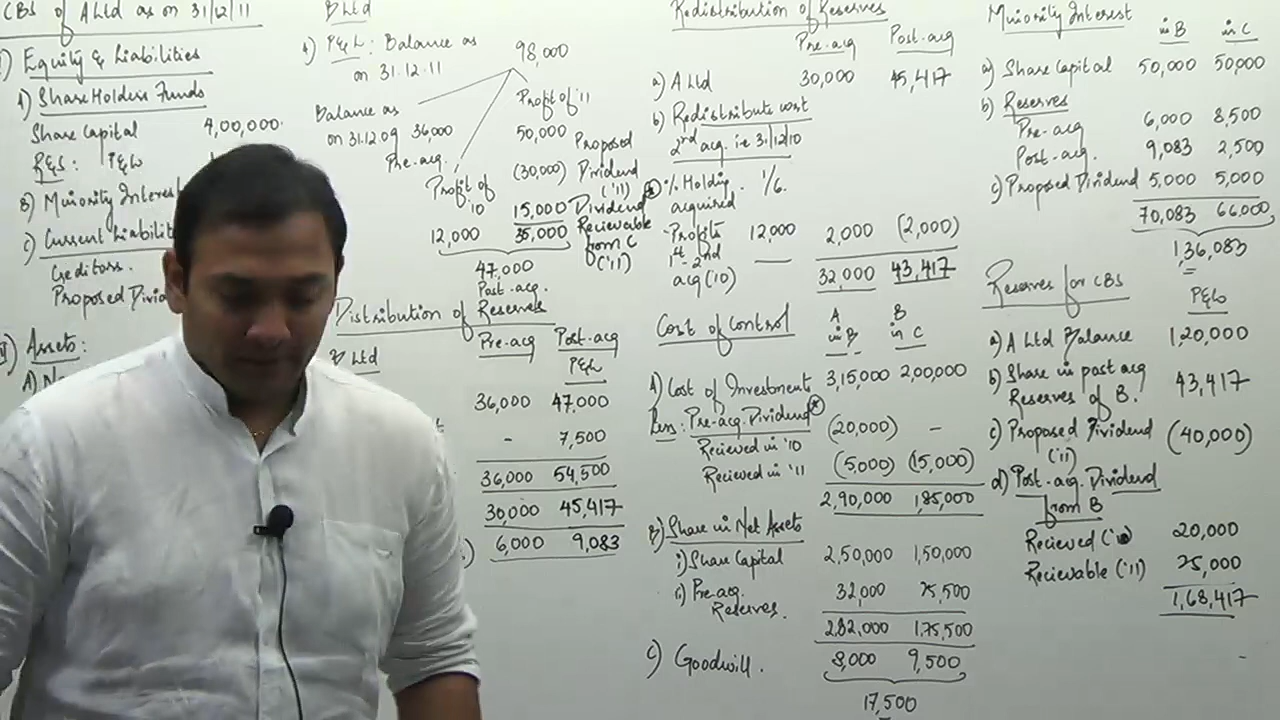 CBS of A Ltd as on 31/12/11
I) Equity & Liabilities
A) Share Holders Funds
Share Capital 4,00,000
R&S: P&L
B) Minority Interest
C) Current Liabilit
Creditors.
Proposed Divid
II) Assets:
A) N
B Ltd
A) P&L: Balance as on 31.12.11 98,000
Balance as on 31.12.09 36,000
Pre-acq.
Profit of '10
12,000
Profit of '11
50,000
(30,000) Proposed Dividend ('11)
15,000 Dividend Recievable from C ('11)
35,000
47,000
Post-acq.
Distribution of Reserves
Pre-acq Post-acq
B Ltd P&L
36,000 47,000
- 7,500
36,000 54,500
30,000 45,417
6,000 9,083
Redistribution of Reserves
Pre-acq Post-acq
a) A Ltd 30,000 45,417
b) Redistribute wrt
2nd acq. i.e 31/12/10
% Holding acquired 1/6.
- Profits 12,000 2,000 (2,000)
1st - 2nd
acq ('10) 32,000 43,417
Cost of Control
A in B B in C
A) Cost of Investment 3,15,000 2,00,000
Less: Pre-acq. Dividend
Recieved in '10 (20,000) -
Recieved in '11 (5,000) (15,000)
2,90,000 1,85,000
B) Share in Net Assets
i) Share Capital 2,50,000 1,50,000
ii) Pre-acq. Reserves. 32,000 25,500
2,82,000 1,75,500
C) Goodwill. 8,000 9,500
17,500
Minority Interest
in B in C
a) Share Capital 50,000 50,000
b) Reserves
Pre-acq 6,000 8,500
Post-acq. 9,083 2,500
c) Proposed Dividend 5,000 5,000
70,083 66,000
1,36,083
Reserves for CBS
P&L
a) A Ltd Balance 1,20,000
b) Share in post acq
Reserves of B. 43,417
c) Proposed Dividend (40,000)
('11)
d) Post-acq. Dividend
from B
Recieved ('10) 20,000
Recievable ('11) 25,000
1,68,417